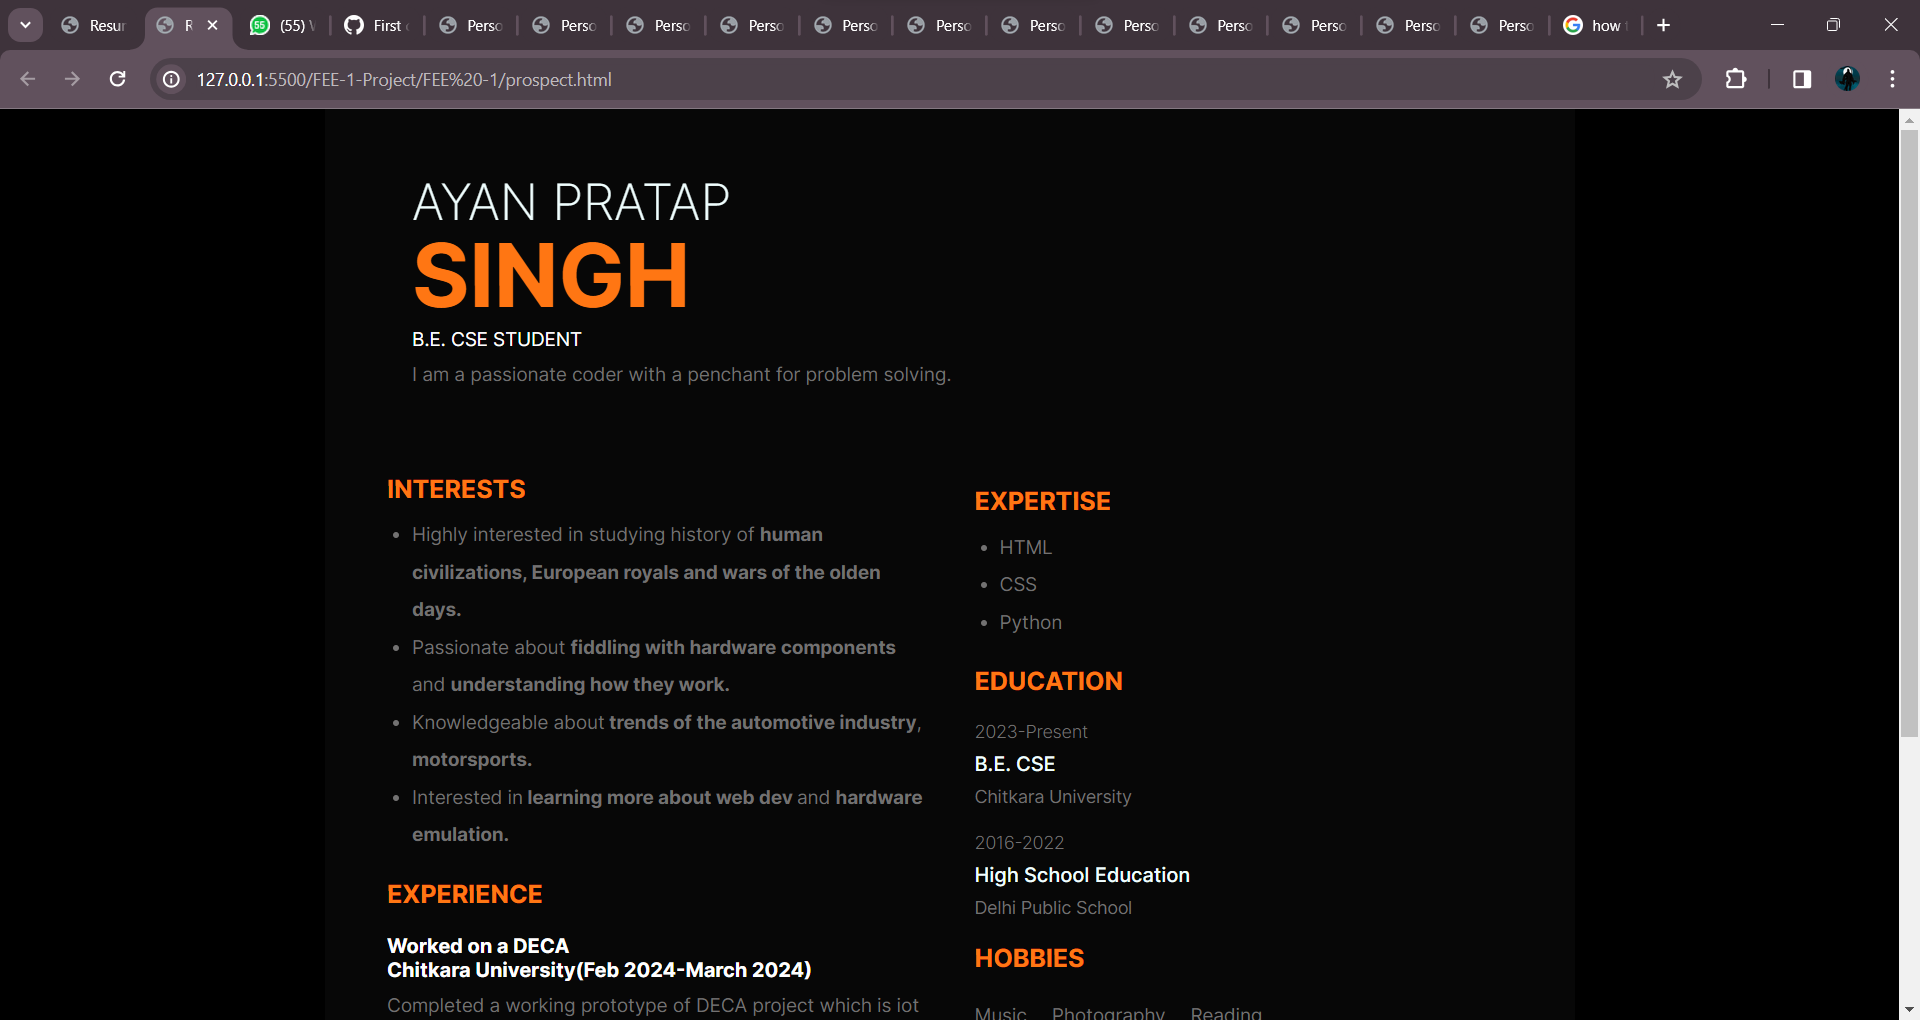 Resur
R
(55)
First
Perso
Perso
Perso
Perso
Perso
Perso
Perso
Perso
Perso
Perso
Perso
Perso
how
127.0.0.1:5500/FEE-1-Project/FEE%20-1/prospect.html
AYAN PRATAP
SINGH
B.E. CSE STUDENT
I am a passionate coder with a penchant for problem solving.
INTERESTS
• Highly interested in studying history of human
civilizations, European royals and wars of the olden
days.
• Passionate about fiddling with hardware components
and understanding how they work.
• Knowledgeable about trends of the automotive industry,
motorsports.
• Interested in learning more about web dev and hardware
emulation.
EXPERIENCE
Worked on a DECA
Chitkara University(Feb 2024-March 2024)
Completed a working prototype of DECA project which is iot
EXPERTISE
• HTML
• CSS
• Python
EDUCATION
2023-Present
B.E. CSE
Chitkara University
2016-2022
High School Education
Delhi Public School
HOBBIES
Music Photography Reading